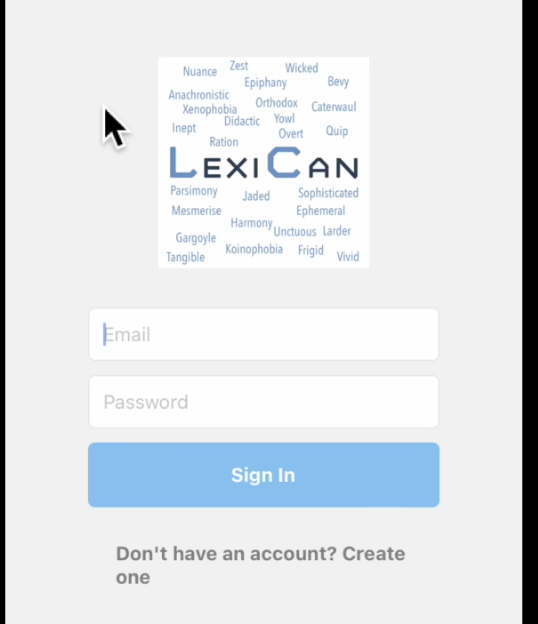 Nuance Zest Wicked
Epiphany Bevy
Anachronistic
Xenophobia Orthodox Caterwaul
Didactic Yowl
Inept Overt Quip
Ration
LEXICAN
Parsimony Jaded Sophisticated
Mesmerise Ephemeral
Harmony Unctuous Larder
Gargoyle
Koinophobia Frigid
Tangible Vivid
Email
Password
Sign In
Don't have an account? Create
one